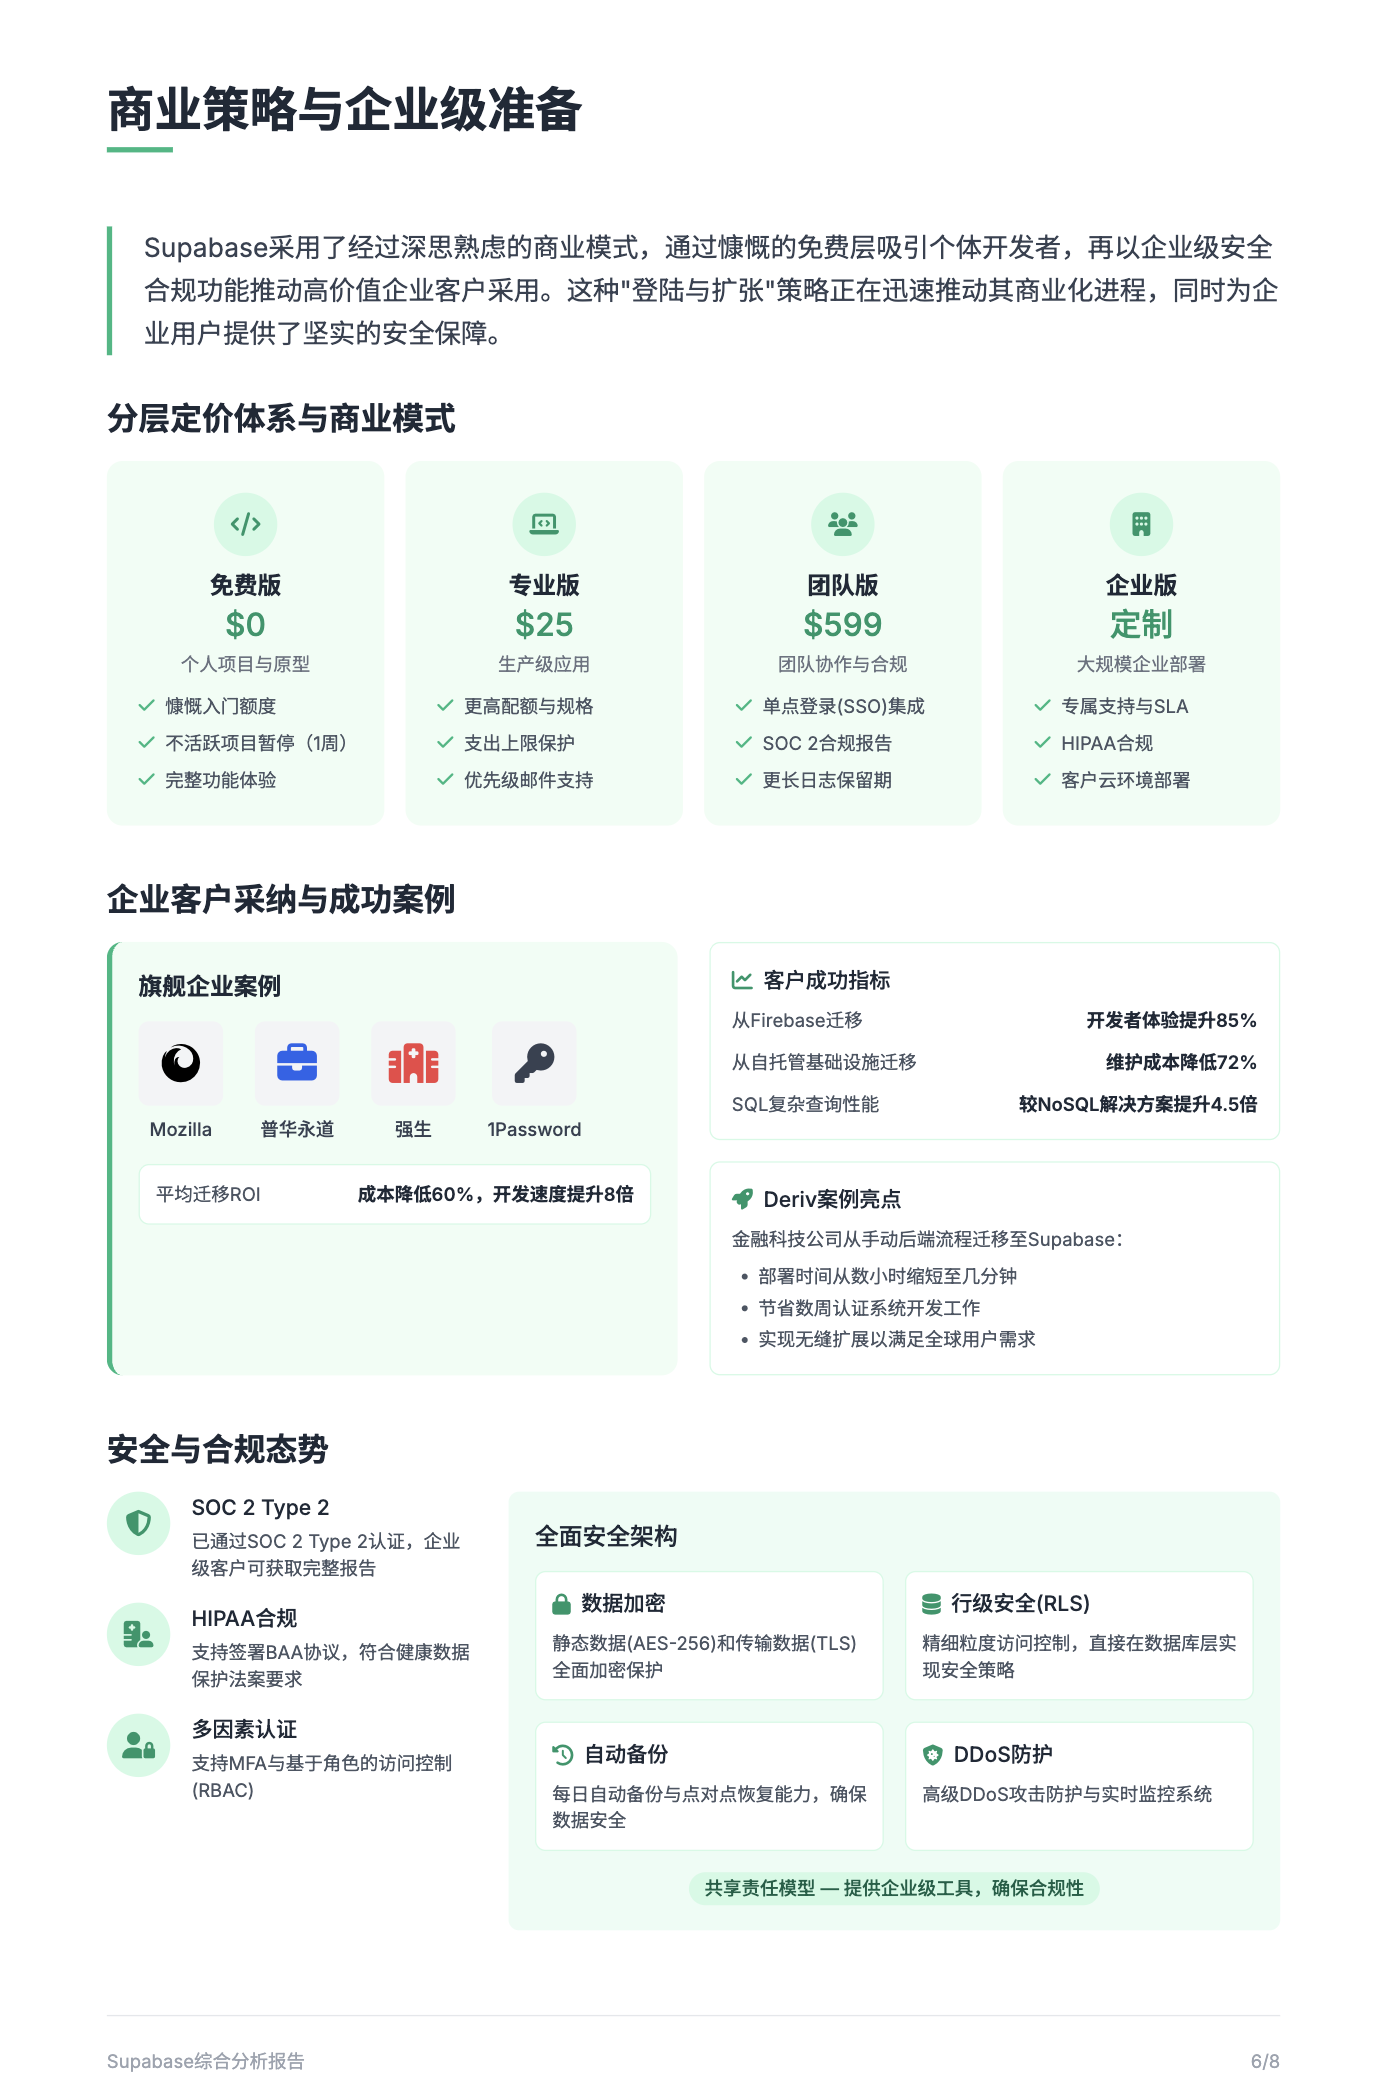 商业策略与企业级准备
Supabase采用了经过深思熟虑的商业模式，通过慷慨的免费层吸引个体开发者，再以企业级安全
合规功能推动高价值企业客户采用。这种"登陆与扩张"策略正在迅速推动其商业化进程，同时为企
业用户提供了坚实的安全保障。
分层定价体系与商业模式
免费版
$0
个人项目与原型
慷慨入门额度
不活跃项目暂停（1周）
完整功能体验
专业版
$25
生产级应用
更高配额与规格
支出上限保护
优先级邮件支持
团队版
$599
团队协作与合规
单点登录(SSO)集成
SOC 2合规报告
更长日志保留期
企业版
定制
大规模企业部署
专属支持与SLA
HIPAA合规
客户云环境部署
企业客户采纳与成功案例
旗舰企业案例
Mozilla
普华永道
强生
1Password
平均迁移ROI
成本降低60%，开发速度提升8倍
客户成功指标
从Firebase迁移
开发者体验提升85%
从自托管基础设施迁移
维护成本降低72%
SQL复杂查询性能
较NoSQL解决方案提升4.5倍
Deriv案例亮点
金融科技公司从手动后端流程迁移至Supabase：
• 部署时间从数小时缩短至几分钟
• 节省数周认证系统开发工作
• 实现无缝扩展以满足全球用户需求
安全与合规态势
SOC 2 Type 2
已通过SOC 2 Type 2认证，企业
级客户可获取完整报告
HIPAA合规
支持签署BAA协议，符合健康数据
保护法案要求
多因素认证
支持MFA与基于角色的访问控制
(RBAC)
全面安全架构
数据加密
静态数据(AES-256)和传输数据(TLS)
全面加密保护
行级安全(RLS)
精细粒度访问控制，直接在数据库层实
现安全策略
自动备份
每日自动备份与点对点恢复能力，确保
数据安全
DDoS防护
高级DDoS攻击防护与实时监控系统
共享责任模型 — 提供企业级工具，确保合规性
Supabase综合分析报告
6/8